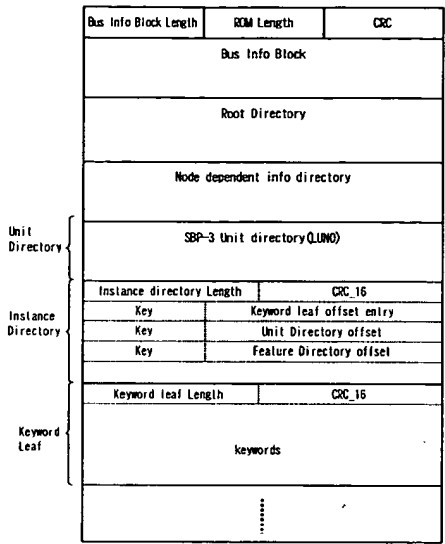 Bus Info Block Length ROM Length CRC
Bus Info Block
Root Directory
Node dependent info directory
Unit
Directory
SBP-3 Unit directory(LUN0)
Instance
Directory
Instance directory Length CRC_16
Key Keyword leaf offset entry
Key Unit Directory offset
Key Feature Directory offset
Keyword
Leaf
Keyword leaf Length CRC_16
keywords